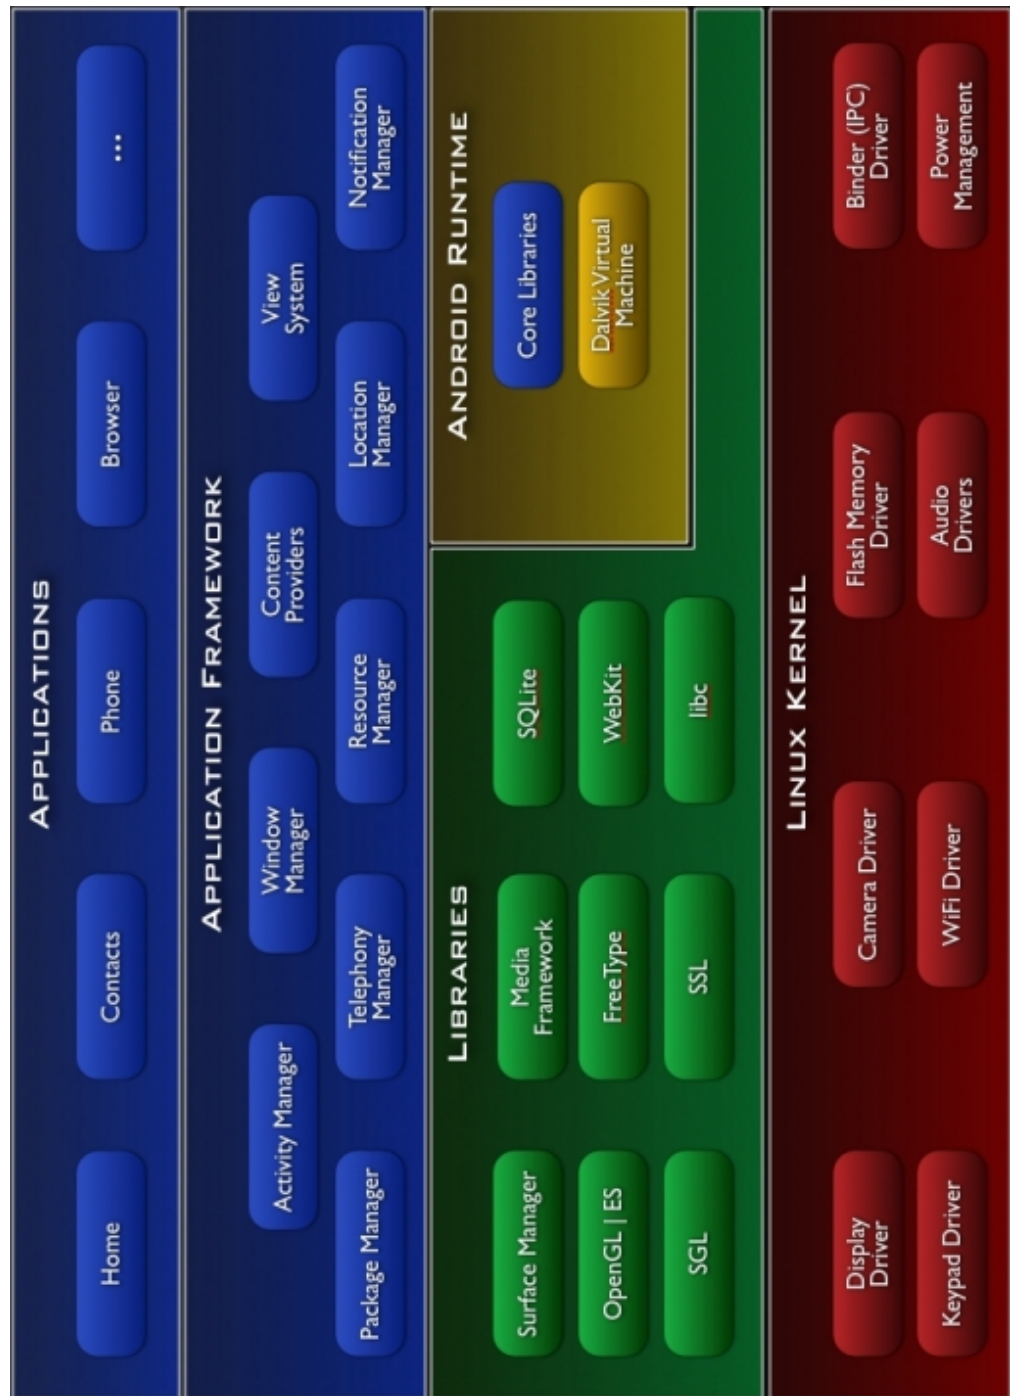 APPLICATIONS
Home
Contacts
Phone
Browser
...
APPLICATION FRAMEWORK
Activity Manager
Window
Manager
Content
Providers
View
System
Package Manager
Telephony
Manager
Resource
Manager
Location
Manager
Notification
Manager
LIBRARIES
Surface Manager
Media
Framework
SQLite
OpenGL | ES
FreeType
WebKit
SGL
SSL
libc
ANDROID RUNTIME
Core Libraries
Dalvik Virtual
Machine
LINUX KERNEL
Display
Driver
Camera Driver
Flash Memory
Driver
Binder (IPC)
Driver
Keypad Driver
WiFi Driver
Audio
Drivers
Power
Management